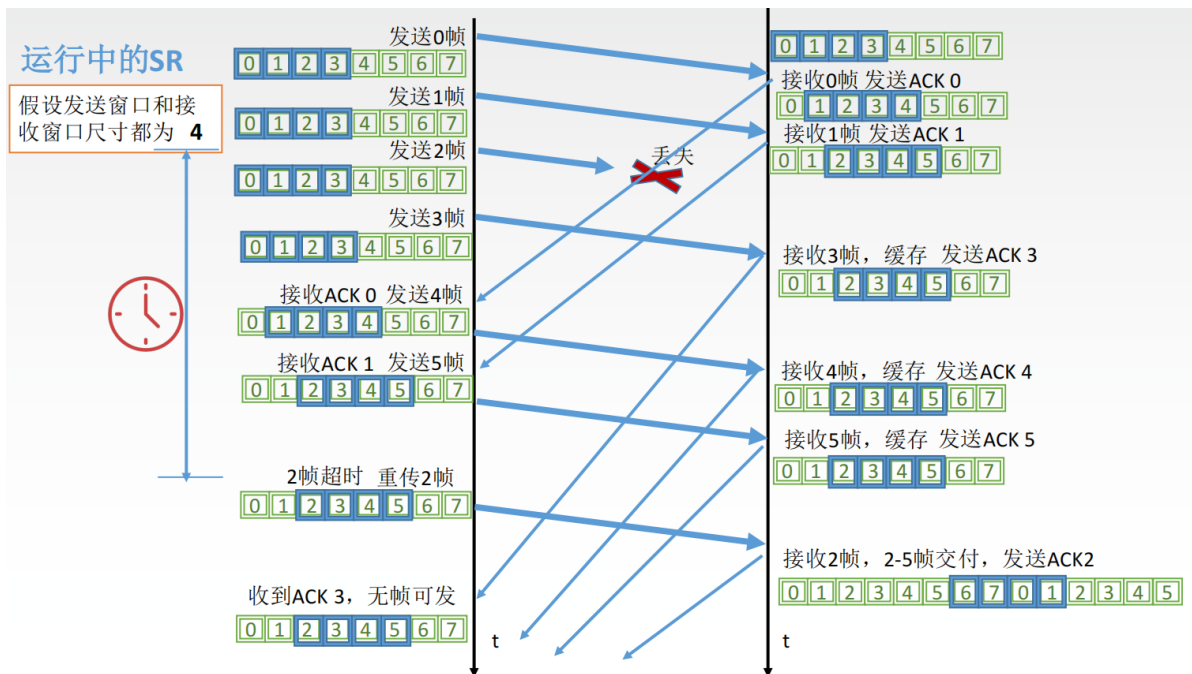 运行中的SR
假设发送窗口和接
收窗口尺寸都为 4
发送0帧
0 1 2 3 4 5 6 7
发送1帧
0 1 2 3 4 5 6 7
发送2帧
0 1 2 3 4 5 6 7
发送3帧
0 1 2 3 4 5 6 7
接收ACK 0 发送4帧
0 1 2 3 4 5 6 7
接收ACK 1 发送5帧
0 1 2 3 4 5 6 7
2帧超时 重传2帧
0 1 2 3 4 5 6 7
收到ACK 3，无帧可发
0 1 2 3 4 5 6 7
丢失
t
0 1 2 3 4 5 6 7
接收0帧 发送ACK 0
0 1 2 3 4 5 6 7
接收1帧 发送ACK 1
0 1 2 3 4 5 6 7
接收3帧，缓存 发送ACK 3
0 1 2 3 4 5 6 7
接收4帧，缓存 发送ACK 4
0 1 2 3 4 5 6 7
接收5帧，缓存 发送ACK 5
0 1 2 3 4 5 6 7
接收2帧，2-5帧交付，发送ACK2
0 1 2 3 4 5 6 7 0 1 2 3 4 5
t